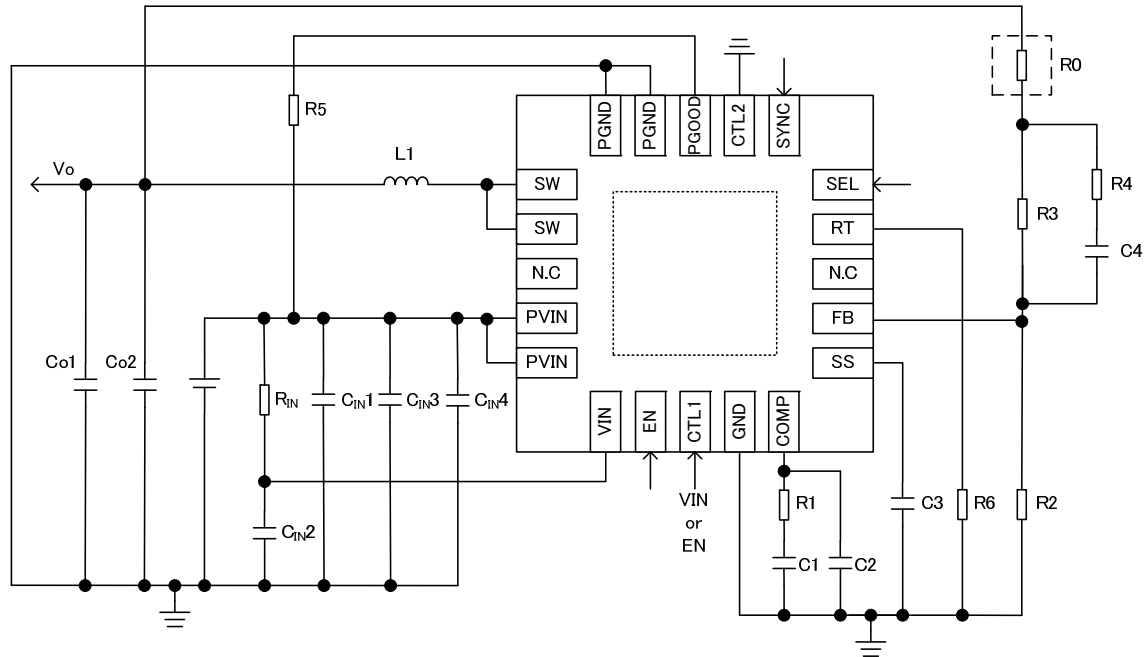 R0
R5
PGND
PGND
PGOOD
CTL2
SYNC
L1
Vo
SW
SEL
R4
SW
RT
R3
C4
N.C
N.C
PVIN
FB
Co1
Co2
PVIN
SS
RIN
CIN1
CIN3
CIN4
VIN
EN
CTL1
GND
COMP
VIN
or
EN
R1
C3
R6
R2
CIN2
C1
C2